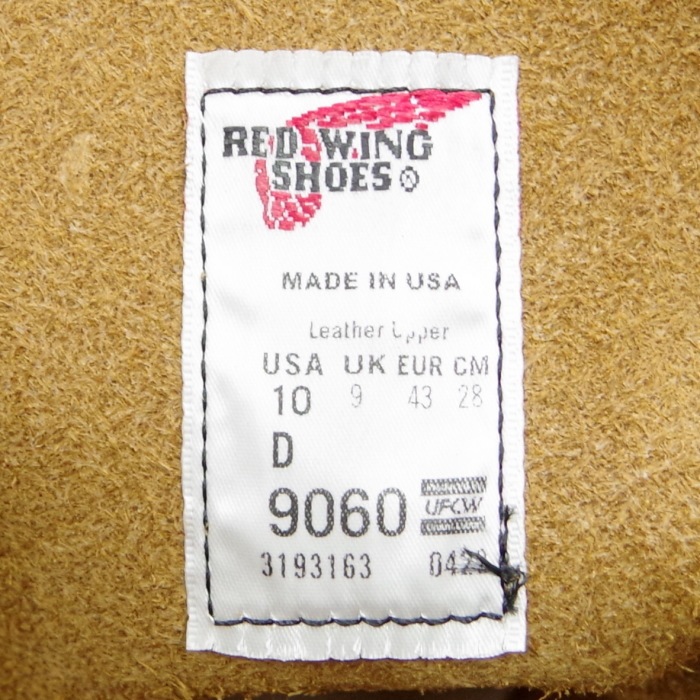 RED WING
SHOES ®
MADE IN USA
Leather Upper
USA UK EUR CM
10 9 43 28
D
9060 UFCW
3193163